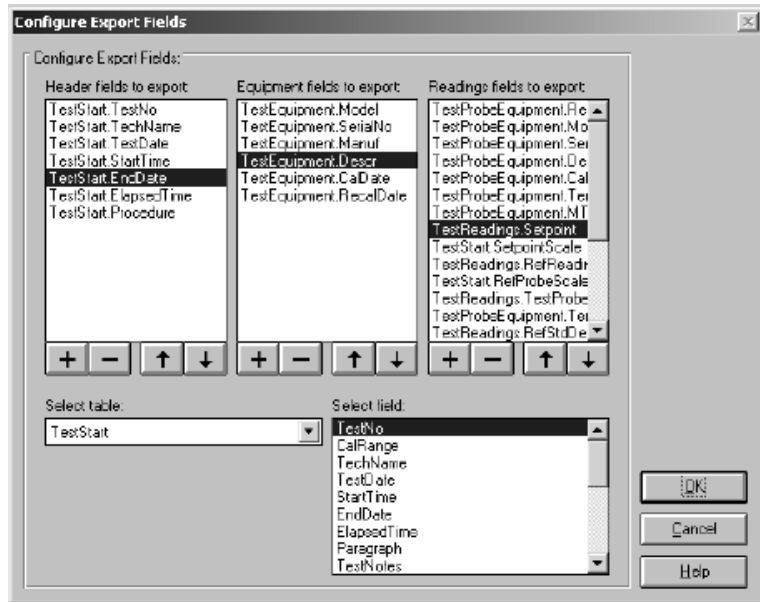 Configure Export Fields
Configure Export Fields:
Header fields to export:
TestStart.TestNo
TestStart.TechName
TestStart.TestDate
TestStart.StartTime
TestStart.EndDate
TestStart.ElapsedTime
TestStart.Procedure
Equipment fields to export:
TestEquipment.Model
TestEquipment.SerialNo
TestEquipment.Manuf
TestEquipment.Descr
TestEquipment.CalDate
TestEquipment.RecalDate
Readings fields to export:
TestProbeEquipment.Re
TestProbeEquipment.Mo
TestProbeEquipment.Ser
TestProbeEquipment.De
TestProbeEquipment.Cal
TestProbeEquipment.Ter
TestProbeEquipment.MT
TestReadings.Setpoint
TestStart.SetpointScale
TestReadings.RefReadin
TestStart.RefProbeScale
TestReadings.TestProbe
TestProbeEquipment.Ter
TestReadings.RefStdDe
Select table:
TestStart
Select field:
TestNo
CalRange
TechName
TestDate
StartTime
EndDate
ElapsedTime
Paragraph
TestNotes
OK
Cancel
Help